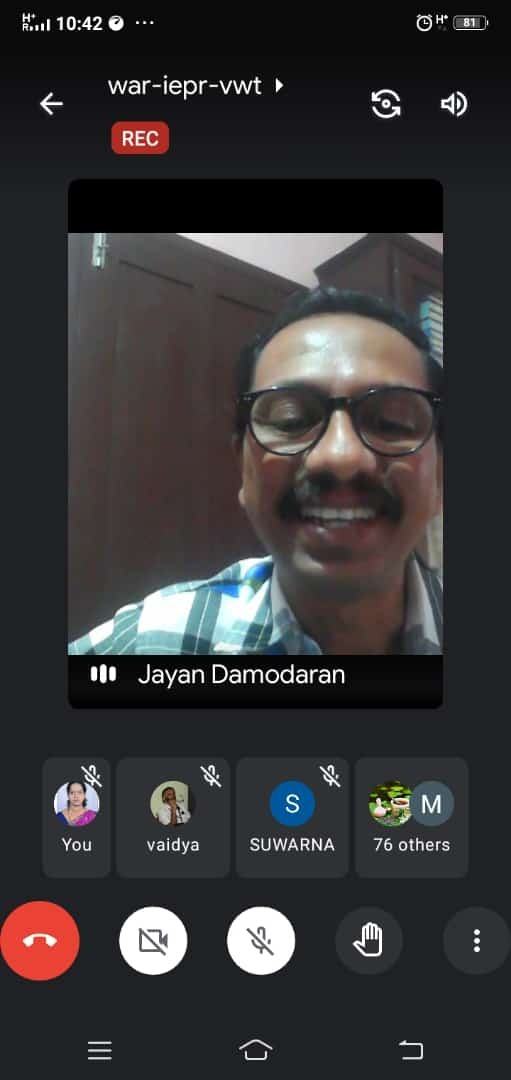 H+
R
10:42
H+
81
war-iepr-vwt
REC
Jayan Damodaran
You
vaidya
S
SUWARNA
M
76 others